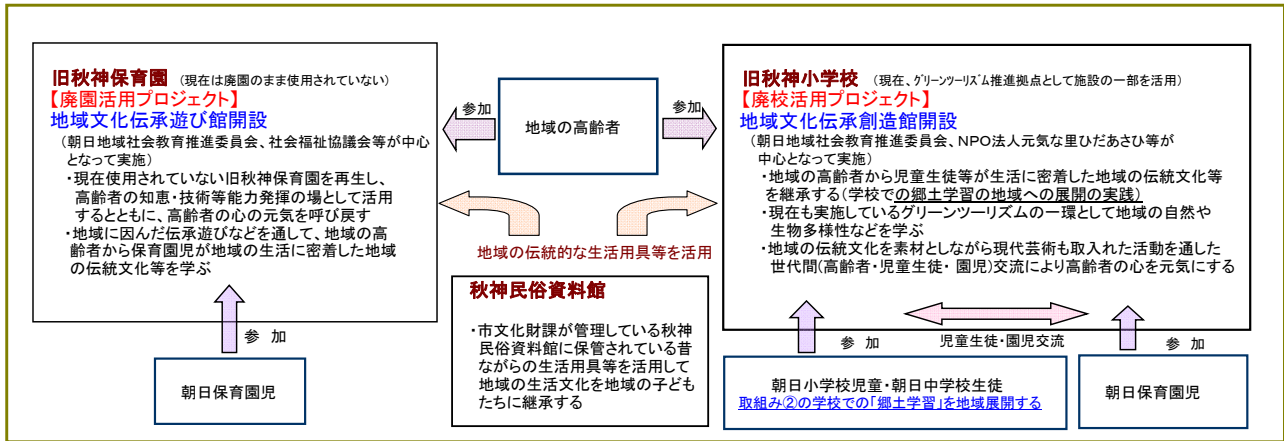 旧秋神保育園 (現在は廃園のまま使用されていない)
【廃園活用プロジェクト】
地域文化伝承遊び館開設
(朝日地域社会教育推進委員会、社会福祉協議会等が中心
となって実施)
・現在使用されていない旧秋神保育園を再生し、
高齢者の知恵・技術等能力発揮の場として活用
するとともに、高齢者の心の元気を呼び戻す
・地域に因んだ伝承遊びなどを通して、地域の高
齢者から保育園児が地域の生活に密着した地域
の伝統文化等を学ぶ
参加
朝日保育園児
参加
地域の高齢者
参加
地域の伝統的な生活用具等を活用
秋神民俗資料館
・市文化財課が管理している秋神
民俗資料館に保管されている昔
ながらの生活用具等を活用して
地域の生活文化を地域の子ども
たちに継承する
旧秋神小学校 (現在、グリーンツーリズム推進拠点として施設の一部を活用)
【廃校活用プロジェクト】
地域文化伝承創造館開設
(朝日地域社会教育推進委員会、NPO法人元気な里ひだあさひ等が
中心となって実施)
・地域の高齢者から児童生徒等が生活に密着した地域の伝統文化等
を継承する(学校での郷土学習の地域への展開の実践)
・現在も実施しているグリーンツーリズムの一環として地域の自然や
生物多様性などを学ぶ
・地域の伝統文化を素材としながら現代芸術も取入れた活動を通した
世代間(高齢者・児童生徒・ 園児)交流により高齢者の心を元気にする
参 加
児童生徒・園児交流
参 加
朝日小学校児童・朝日中学校生徒
取組み②の学校での「郷土学習」を地域展開する
朝日保育園児